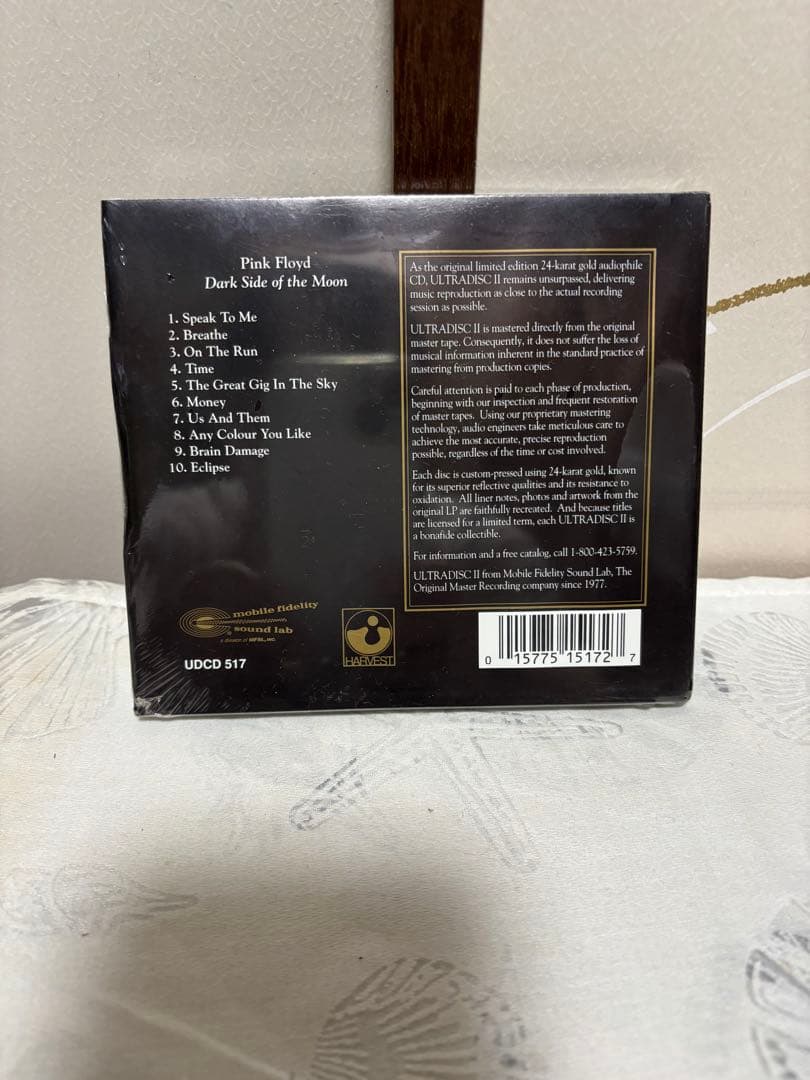 Pink Floyd
Dark Side of the Moon
1. Speak To Me
2. Breathe
3. On The Run
4. Time
5. The Great Gig In The Sky
6. Money
7. Us And Them
8. Any Colour You Like
9. Brain Damage
10. Eclipse
As the original limited edition 24-karat gold audiophile
CD, ULTRADISC II remains unsurpassed, delivering
music reproduction as close to the actual recording
session as possible.
ULTRADISC II is mastered directly from the original
master tape. Consequently, it does not suffer the loss of
musical information inherent in the standard practice of
mastering from production copies.
Careful attention is paid to each phase of production,
beginning with our inspection and frequent restoration
of master tapes. Using our proprietary mastering
technology, audio engineers take meticulous care to
achieve the most accurate, precise reproduction
possible, regardless of the time or cost involved.
Each disc is custom-pressed using 24-karat gold, known
for its superior reflective qualities and its resistance to
oxidation. All liner notes, photos and artwork from the
original LP are faithfully recreated. And because titles
are licensed for a limited term, each ULTRADISC II is
a bonafide collectible.
For information and a free catalog, call 1-800-423-5759.
ULTRADISC II from Mobile Fidelity Sound Lab, The
Original Master Recording company since 1977.
mobile fidelity
sound lab
a division of MFSL, INC.
UDCD 517
HARVEST
0 15775 15172 7